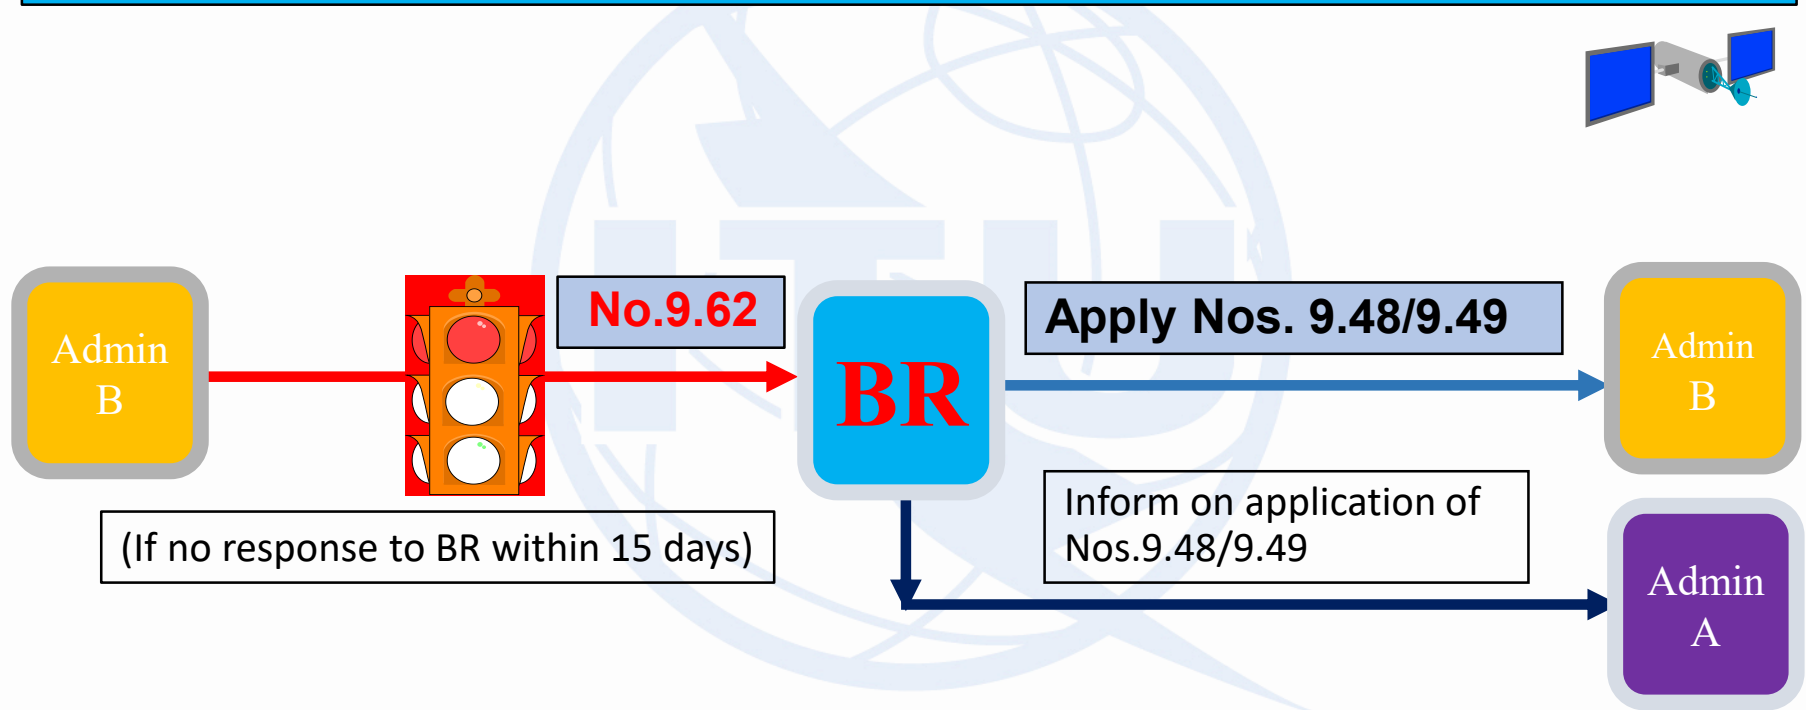 ITU
No.9.62
Apply Nos. 9.48/9.49
Admin
B
BR
Admin
B
(If no response to BR within 15 days)
Inform on application of
Nos.9.48/9.49
Admin
A